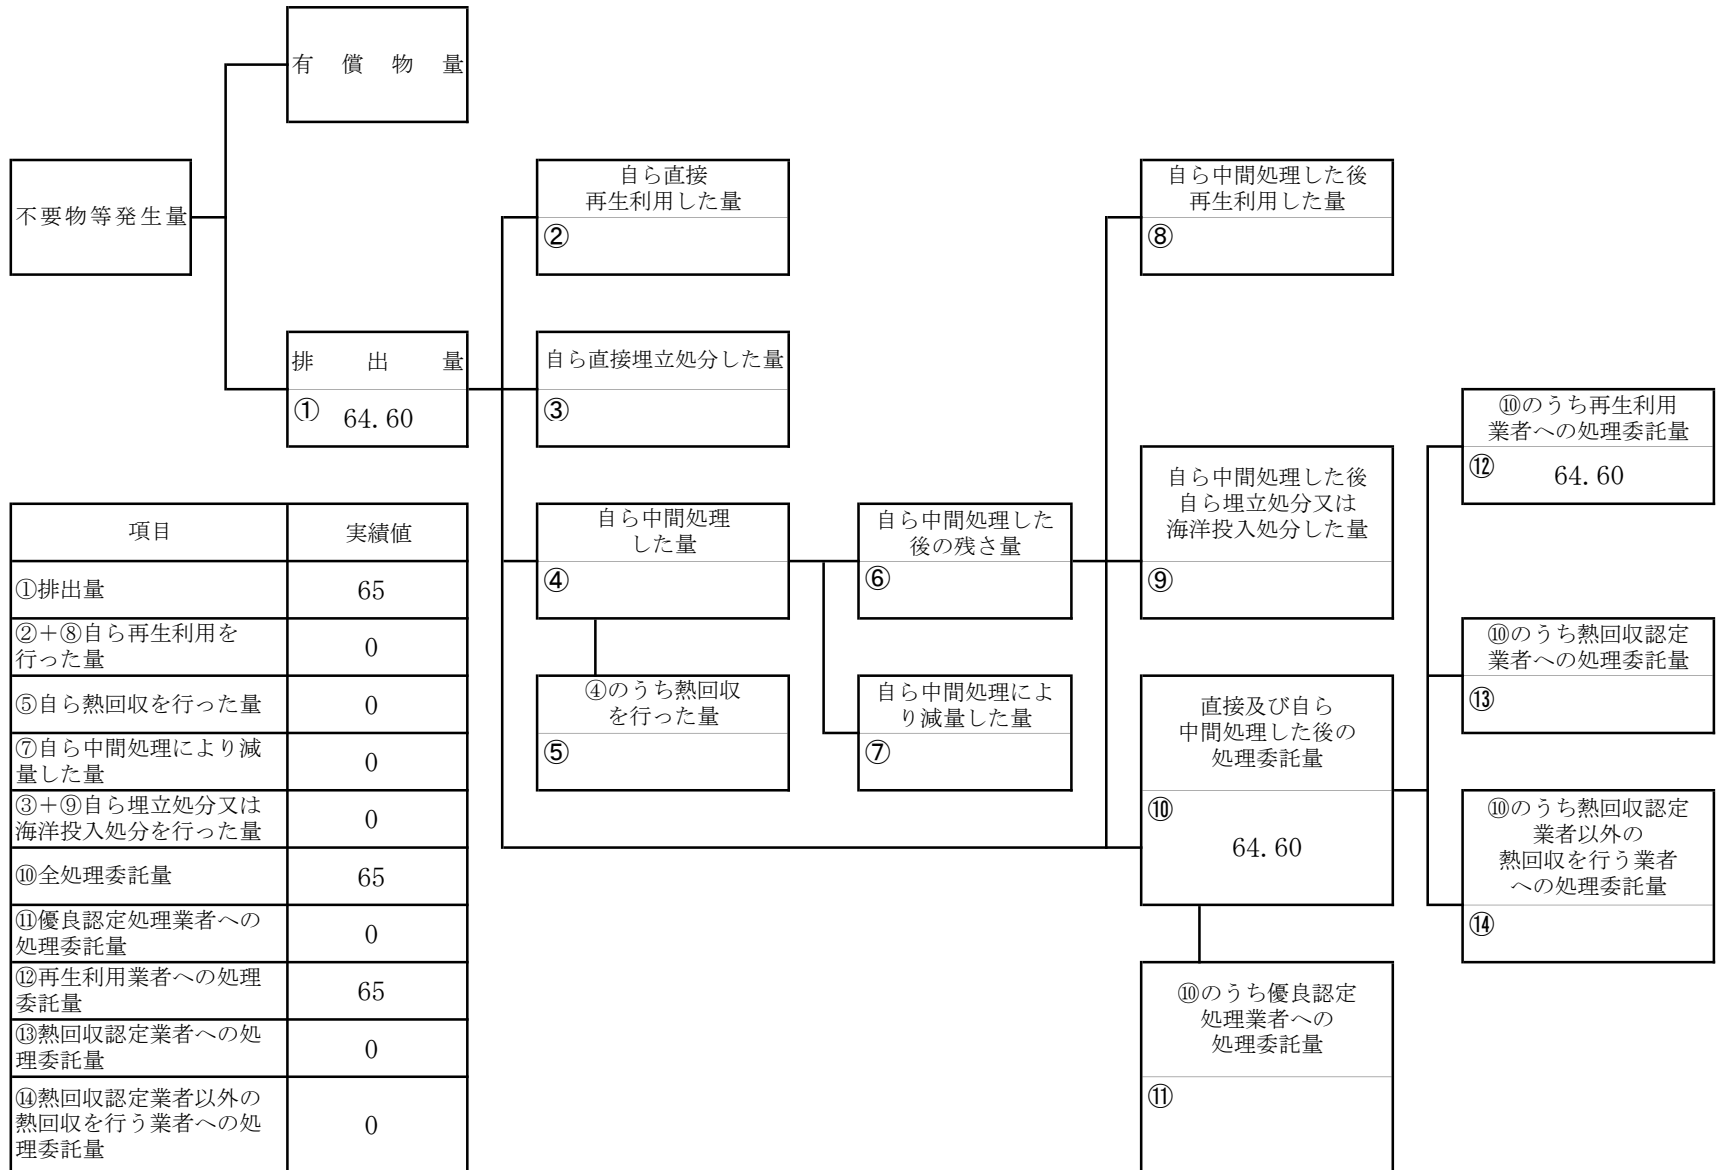 有償物量
不要物等発生量
排出量
① 64.60
自ら直接
再生利用した量
②
自ら直接埋立処分した量
③
自ら中間処理
した量
④
④のうち熱回収
を行った量
⑤
自ら中間処理した
後の残さ量
⑥
自ら中間処理によ
り減量した量
⑦
自ら中間処理した後
再生利用した量
⑧
自ら中間処理した後
自ら埋立処分又は
海洋投入処分した量
⑨
直接及び自ら
中間処理した後の
処理委託量
⑩
64.60
⑩のうち優良認定
処理業者への
処理委託量
⑪
⑩のうち再生利用
業者への処理委託量
⑫ 64.60
⑩のうち熱回収認定
業者への処理委託量
⑬
⑩のうち熱回収認定
業者以外の
熱回収を行う業者
への処理委託量
⑭
項目 実績値
①排出量 65
②+⑧自ら再生利用を
行った量 0
⑤自ら熱回収を行った量 0
⑦自ら中間処理により減
量した量 0
③+⑨自ら埋立処分又は
海洋投入処分を行った量 0
⑩全処理委託量 65
⑪優良認定処理業者への
処理委託量 0
⑫再生利用業者への処理
委託量 65
⑬熱回収認定業者への処
理委託量 0
⑭熱回収認定業者以外の
熱回収を行う業者への処
理委託量 0